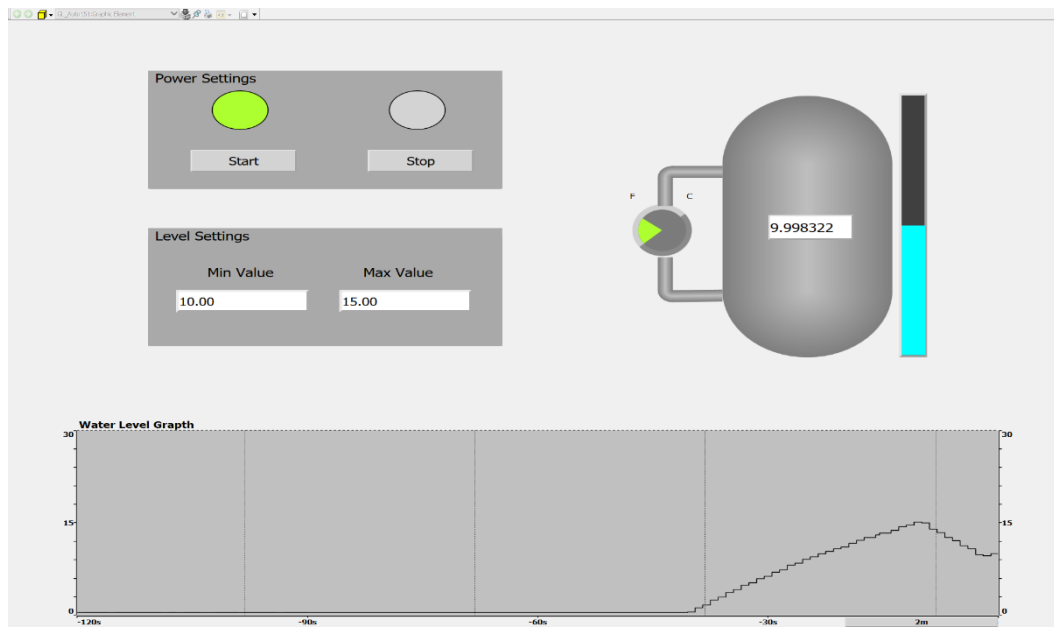 Power Settings
Start
Stop
Level Settings
Min Value
Max Value
10.00
15.00
F
C
9.998322
Water Level Grapth
30
15
0
30
15
0
-120s
-90s
-60s
-30s
2m